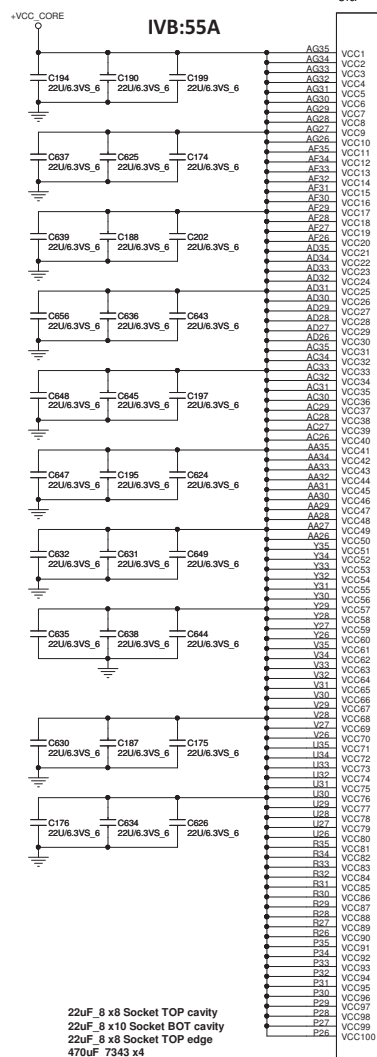 +VCC_CORE
IVB:55A
C194 C190 C199
22U/6.3VS_6 22U/6.3VS_6 22U/6.3VS_6
C637 C625 C174
22U/6.3VS_6 22U/6.3VS_6 22U/6.3VS_6
C639 C188 C202
22U/6.3VS_6 22U/6.3VS_6 22U/6.3VS_6
C656 C636 C643
22U/6.3VS_6 22U/6.3VS_6 22U/6.3VS_6
C648 C645 C197
22U/6.3VS_6 22U/6.3VS_6 22U/6.3VS_6
C647 C195 C624
22U/6.3VS_6 22U/6.3VS_6 22U/6.3VS_6
C632 C631 C649
22U/6.3VS_6 22U/6.3VS_6 22U/6.3VS_6
C635 C638 C644
22U/6.3VS_6 22U/6.3VS_6 22U/6.3VS_6
C630 C187 C175
22U/6.3VS_6 22U/6.3VS_6 22U/6.3VS_6
C176 C634 C626
22U/6.3VS_6 22U/6.3VS_6 22U/6.3VS_6
22uF_8 x8 Socket TOP cavity
22uF_8 x10 Socket BOT cavity
22uF_8 x8 Socket TOP edge
470uF_7343 x4
AG35 VCC1
AG34 VCC2
AG33 VCC3
AG32 VCC4
AG31 VCC5
AG30 VCC6
AG29 VCC7
AG28 VCC8
AG27 VCC9
AG26 VCC10
AF35 VCC11
AF34 VCC12
AF33 VCC13
AF32 VCC14
AF31 VCC15
AF30 VCC16
AF29 VCC17
AF28 VCC18
AF27 VCC19
AF26 VCC20
AD35 VCC21
AD34 VCC22
AD33 VCC23
AD32 VCC24
AD31 VCC25
AD30 VCC26
AD29 VCC27
AD28 VCC28
AD27 VCC29
AD26 VCC30
AC35 VCC31
AC34 VCC32
AC33 VCC33
AC32 VCC34
AC31 VCC35
AC30 VCC36
AC29 VCC37
AC28 VCC38
AC27 VCC39
AC26 VCC40
AA35 VCC41
AA34 VCC42
AA33 VCC43
AA32 VCC44
AA31 VCC45
AA30 VCC46
AA29 VCC47
AA28 VCC48
AA27 VCC49
AA26 VCC50
Y35 VCC51
Y34 VCC52
Y33 VCC53
Y32 VCC54
Y31 VCC55
Y30 VCC56
Y29 VCC57
Y28 VCC58
Y27 VCC59
Y26 VCC60
V35 VCC61
V34 VCC62
V33 VCC63
V32 VCC64
V31 VCC65
V30 VCC66
V29 VCC67
V28 VCC68
V27 VCC69
V26 VCC70
U35 VCC71
U34 VCC72
U33 VCC73
U32 VCC74
U31 VCC75
U30 VCC76
U29 VCC77
U28 VCC78
U27 VCC79
U26 VCC80
R35 VCC81
R34 VCC82
R33 VCC83
R32 VCC84
R31 VCC85
R30 VCC86
R29 VCC87
R28 VCC88
R27 VCC89
R26 VCC90
P35 VCC91
P34 VCC92
P33 VCC93
P32 VCC94
P31 VCC95
P30 VCC96
P29 VCC97
P28 VCC98
P27 VCC99
P26 VCC100